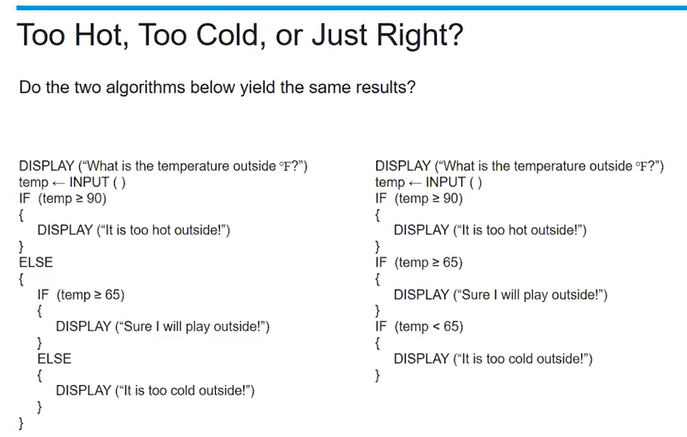 Too Hot, Too Cold, or Just Right?
Do the two algorithms below yield the same results?
DISPLAY (“What is the temperature outside °F?”)
temp ← INPUT ( )
IF (temp ≥ 90)
{
DISPLAY (“It is too hot outside!”)
}
ELSE
{
IF (temp ≥ 65)
{
DISPLAY (“Sure I will play outside!”)
}
ELSE
{
DISPLAY (“It is too cold outside!”)
}
}
DISPLAY (“What is the temperature outside °F?”)
temp ← INPUT ( )
IF (temp ≥ 90)
{
DISPLAY (“It is too hot outside!”)
}
IF (temp ≥ 65)
{
DISPLAY (“Sure I will play outside!”)
}
IF (temp < 65)
{
DISPLAY (“It is too cold outside!”)
}